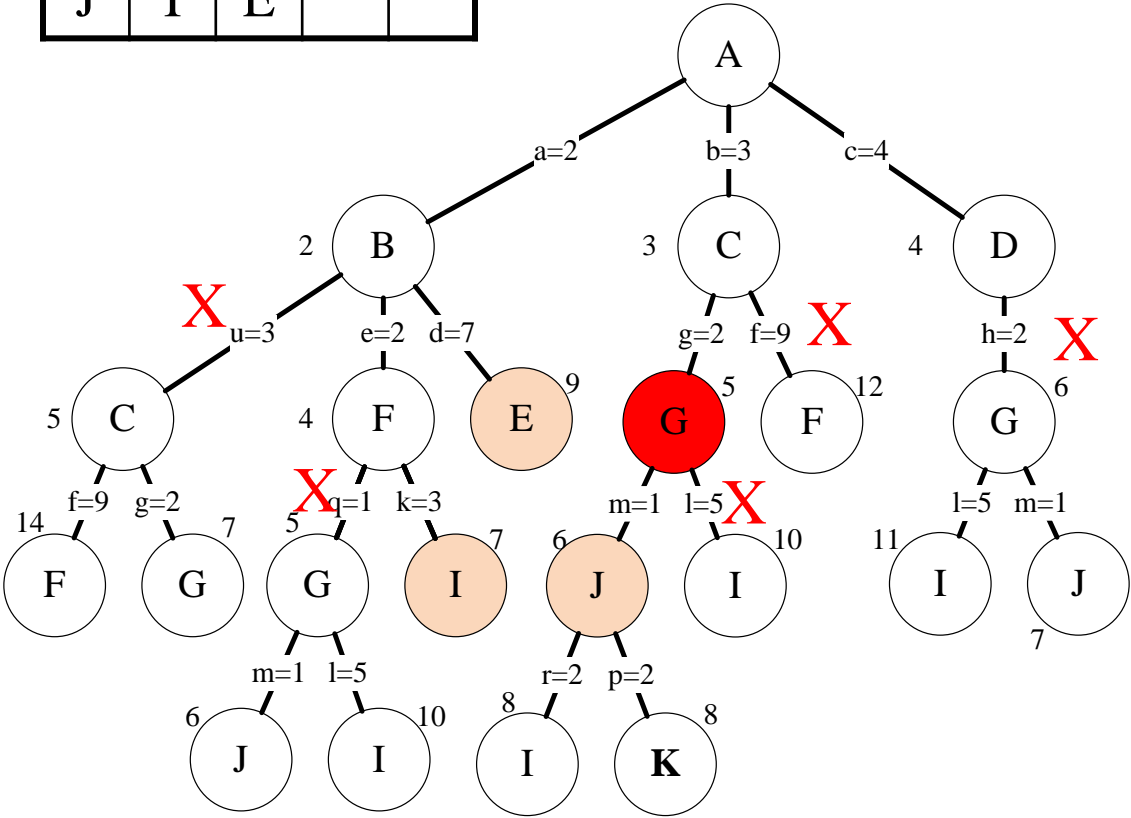 J I E
A
a=2 b=3 c=4
2 B 3 C 4 D
X u=3 e=2 d=7 g=2 f=9 X h=2 X
5 C 4 F E 9 G 5 F 12 G 6
f=9 g=2 X q=1 k=3 m=1 l=5 X l=5 m=1
14 F G 7 5 G I 7 6 J I 10 11 I J 7
m=1 l=5 r=2 p=2
6 J I 10 8 I K 8